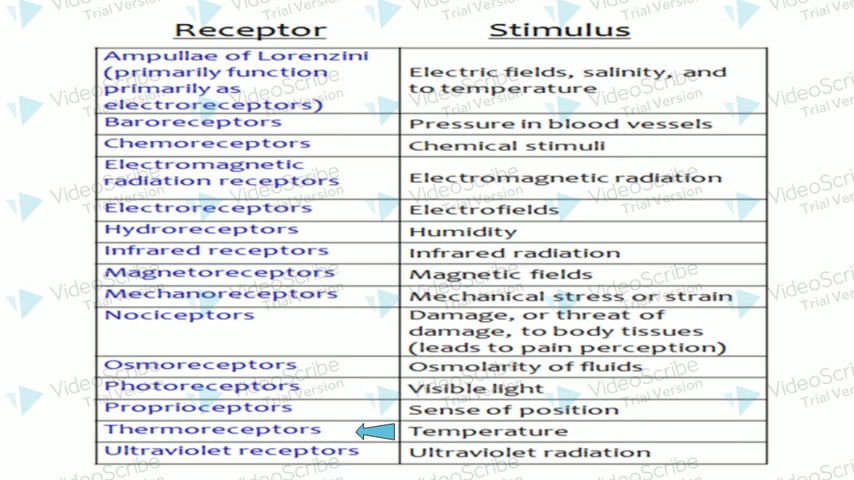 Receptor Stimulus
Ampullae of Lorenzini
(primarily function
primarily as
electroreceptors)
Electric fields, salinity, and
to temperature
Baroreceptors
Pressure in blood vessels
Chemoreceptors
Chemical stimuli
Electromagnetic
radiation receptors
Electromagnetic radiation
Electroreceptors
Electrofields
Hydroreceptors
Humidity
Infrared receptors
Infrared radiation
Magnetoreceptors
Magnetic fields
Mechanoreceptors
Mechanical stress or strain
Nociceptors
Damage, or threat of
damage, to body tissues
(leads to pain perception)
Osmoreceptors
Osmolarity of fluids
Photoreceptors
Visible light
Proprioceptors
Sense of position
Thermoreceptors
Temperature
Ultraviolet receptors
Ultraviolet radiation
VideoScribe
Trial Version